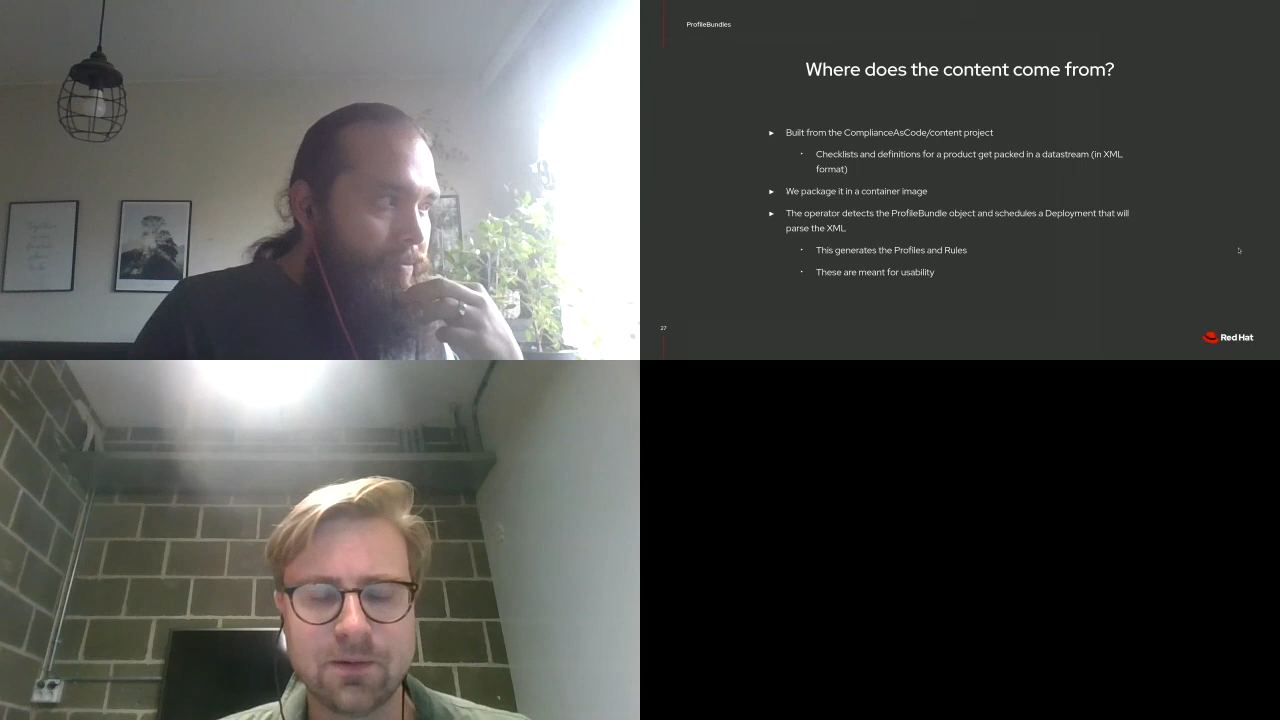 ProfileBundles
Where does the content come from?
► Built from the ComplianceAsCode/content project
• Checklists and definitions for a product get packed in a datastream (in XML
format)
► We package it in a container image
► The operator detects the ProfileBundle object and schedules a Deployment that will
parse the XML
• This generates the Profiles and Rules
• These are meant for usability
27
Red Hat